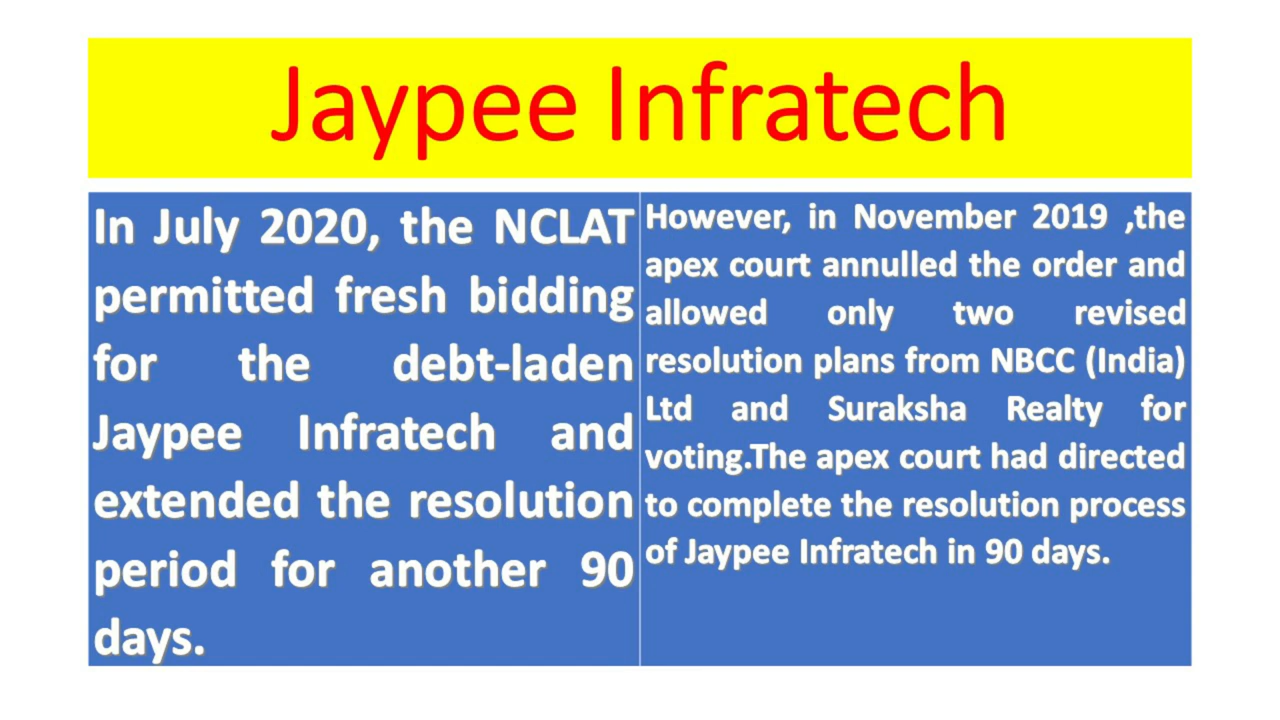 Jaypee Infratech
In July 2020, the NCLAT
permitted fresh bidding
for the debt-laden
Jaypee Infratech and
extended the resolution
period for another 90
days.
However, in November 2019 ,the
apex court annulled the order and
allowed only two revised
resolution plans from NBCC (India)
Ltd and Suraksha Realty for
voting.The apex court had directed
to complete the resolution process
of Jaypee Infratech in 90 days.